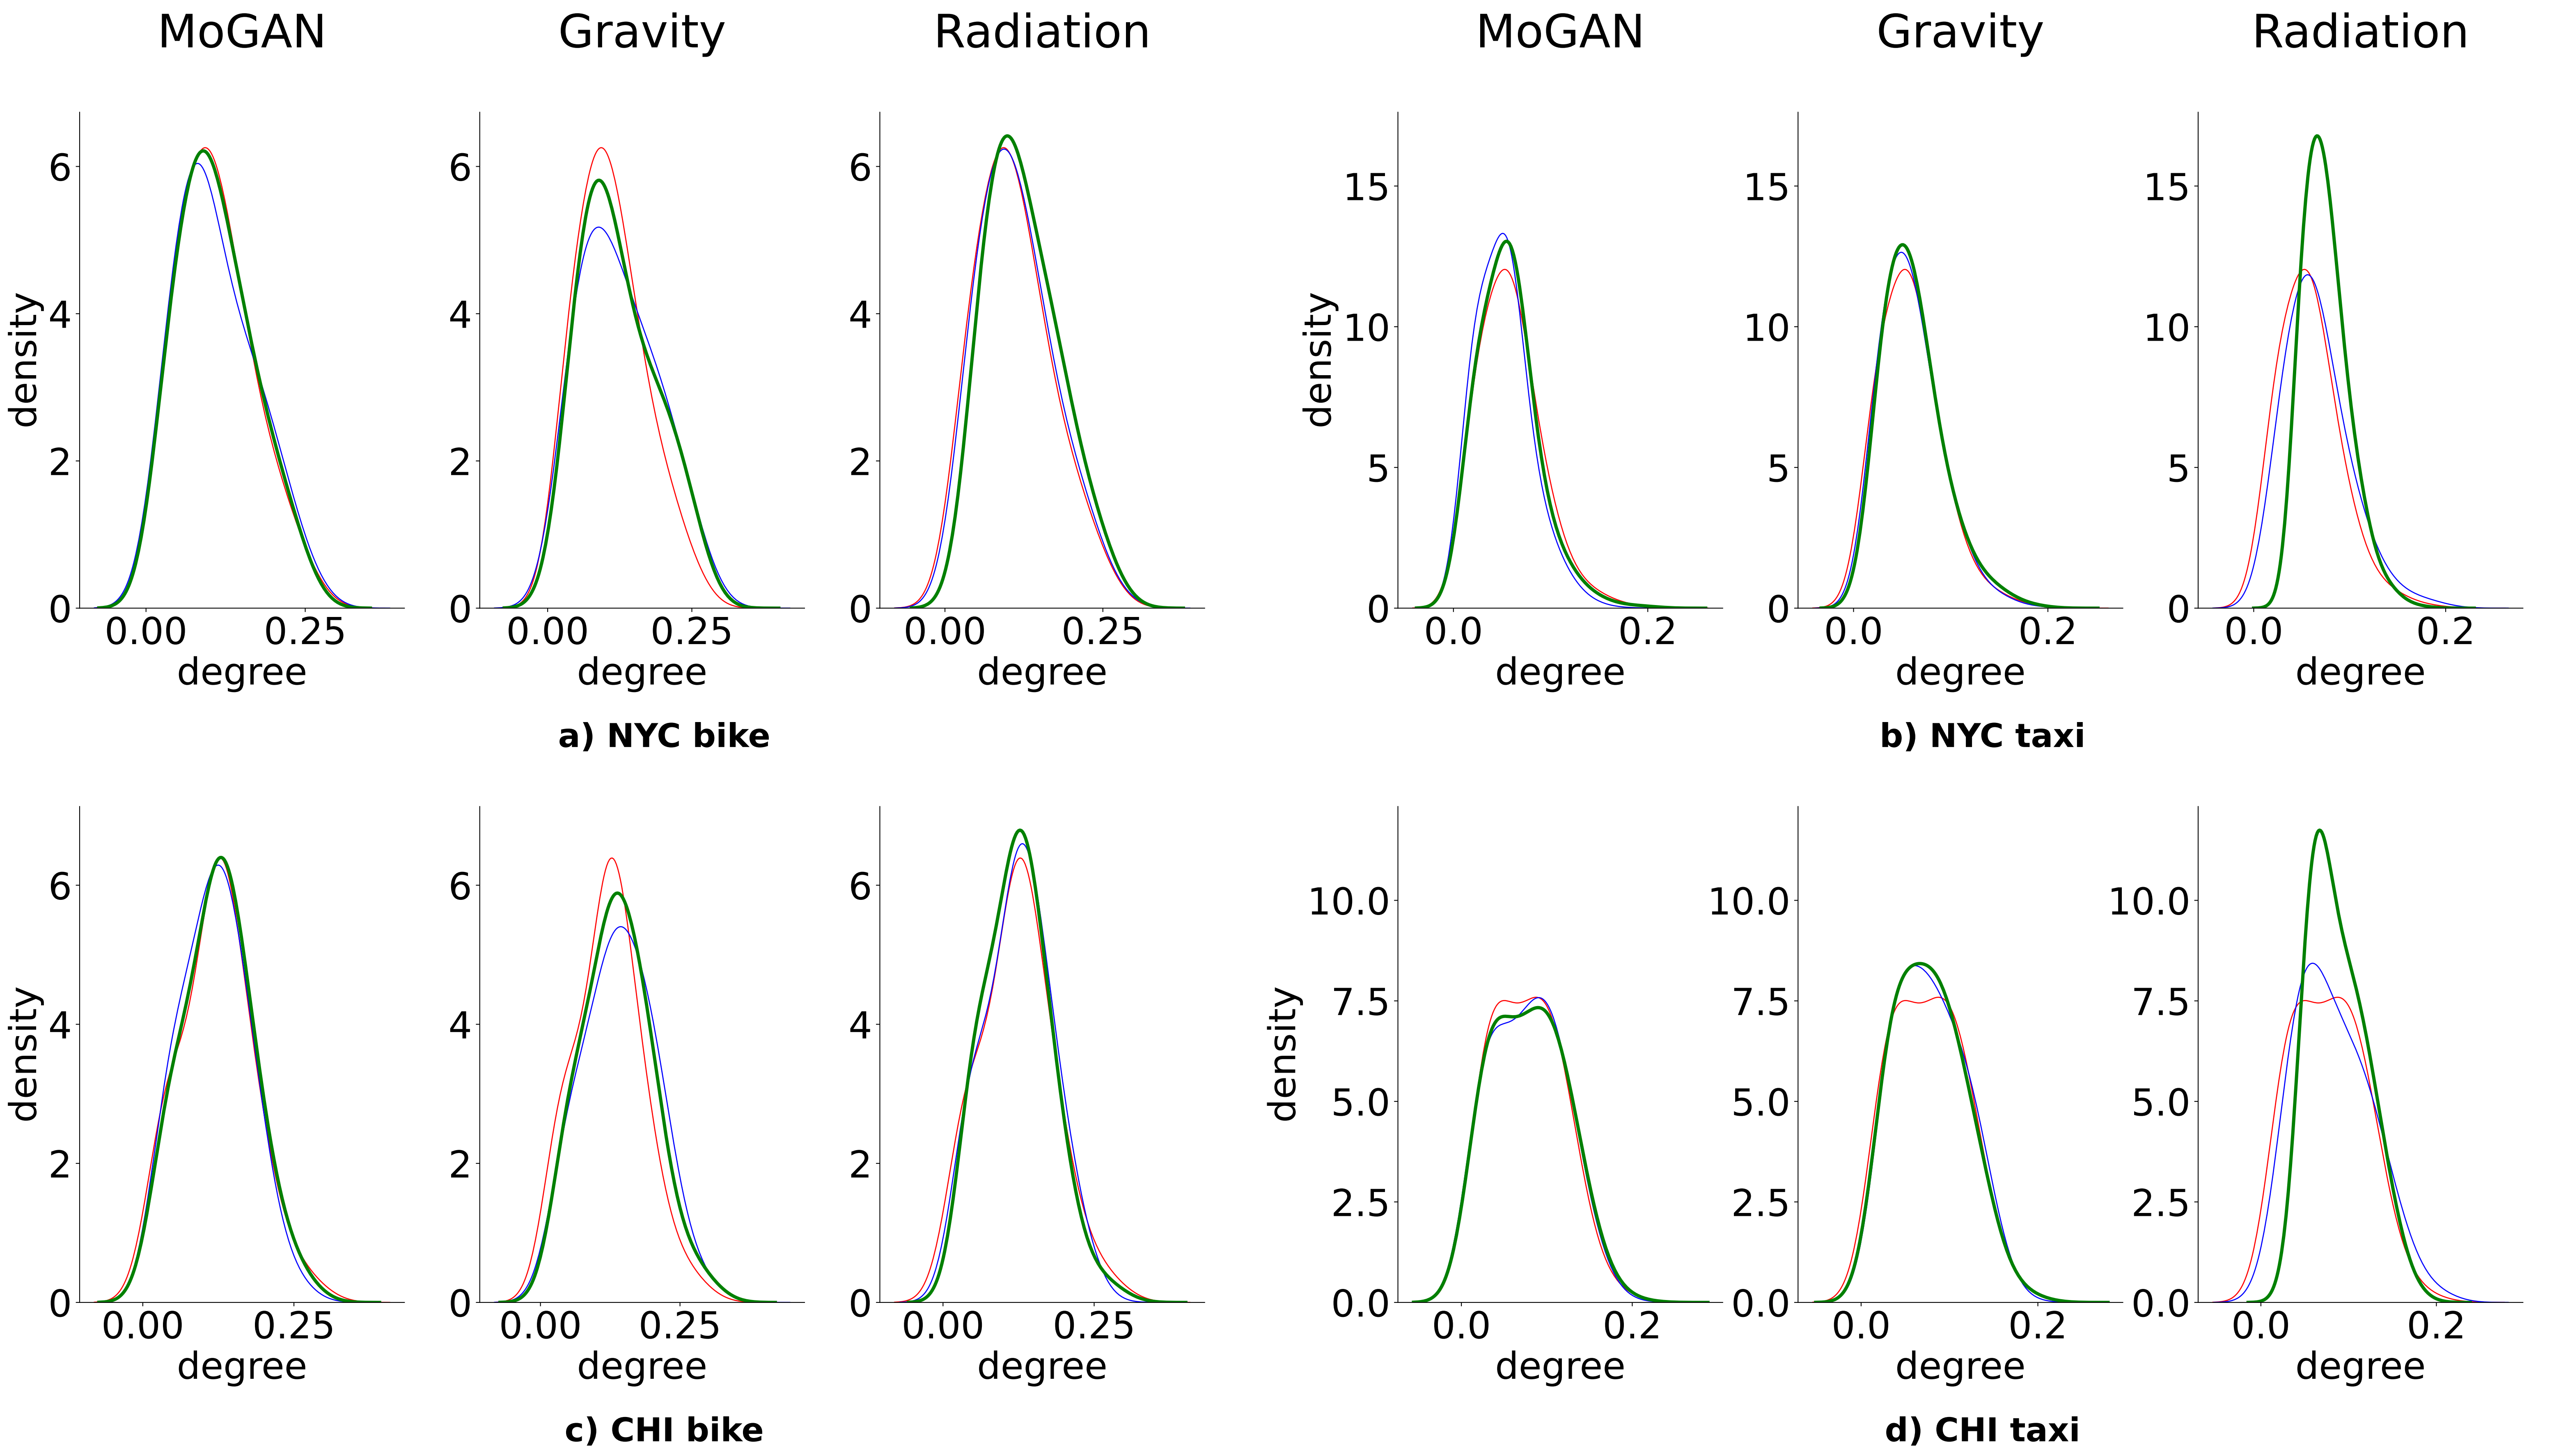 MoGAN Gravity Radiation MoGAN Gravity Radiation
density 6 4 2 0 6 4 2 0 6 4 2 0 density 15 10 5 0 15 10 5 0 15 10 5 0
0.00 0.25 0.00 0.25 0.00 0.25 0.0 0.2 0.0 0.2 0.0 0.2
degree degree degree degree degree degree
a) NYC bike b) NYC taxi
density 6 4 2 0 6 4 2 0 6 4 2 0 density 10.0 7.5 5.0 2.5 0.0 10.0 7.5 5.0 2.5 0.0 10.0 7.5 5.0 2.5 0.0
0.00 0.25 0.00 0.25 0.00 0.25 0.0 0.2 0.0 0.2 0.0 0.2
degree degree degree degree degree degree
c) CHI bike d) CHI taxi